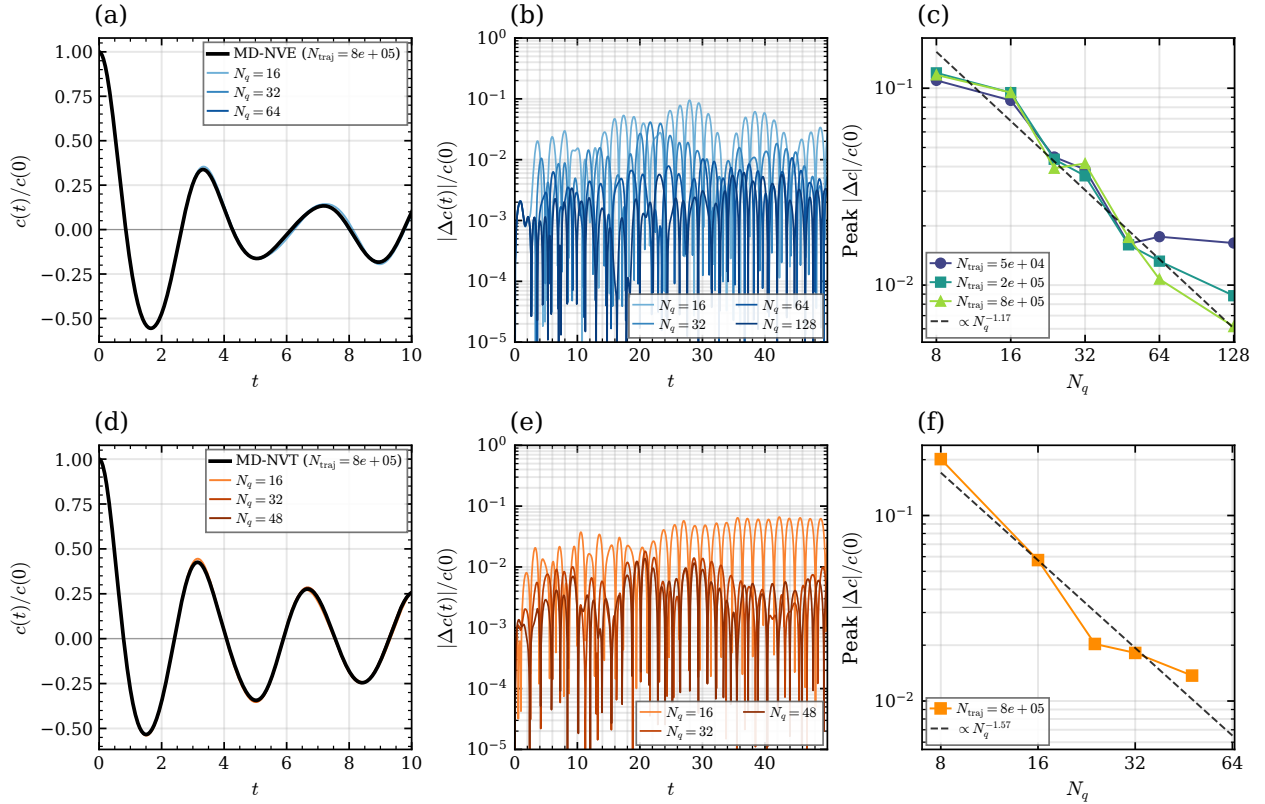 (a)
1.00
0.75
0.50
0.25
0.00
−0.25
−0.50
c(t)/c(0)
MD-NVE (N_traj = 8e + 05)
N_q = 16
N_q = 32
N_q = 64
0 2 4 6 8 10
t
(b)
10^0
10^−1
10^−2
10^−3
10^−4
10^−5
|Δc(t)|/c(0)
N_q = 16
N_q = 32
N_q = 64
N_q = 128
0 10 20 30 40
t
(c)
10^−1
10^−2
Peak |Δc|/c(0)
N_traj = 5e + 04
N_traj = 2e + 05
N_traj = 8e + 05
∝ N_q^−1.17
8 16 32 64 128
N_q
(d)
1.00
0.75
0.50
0.25
0.00
−0.25
−0.50
c(t)/c(0)
MD-NVT (N_traj = 8e + 05)
N_q = 16
N_q = 32
N_q = 48
0 2 4 6 8 10
t
(e)
10^0
10^−1
10^−2
10^−3
10^−4
10^−5
|Δc(t)|/c(0)
N_q = 16
N_q = 32
N_q = 48
0 10 20 30 40
t
(f)
10^−1
10^−2
Peak |Δc|/c(0)
N_traj = 8e + 05
∝ N_q^−1.57
8 16 32 64
N_q